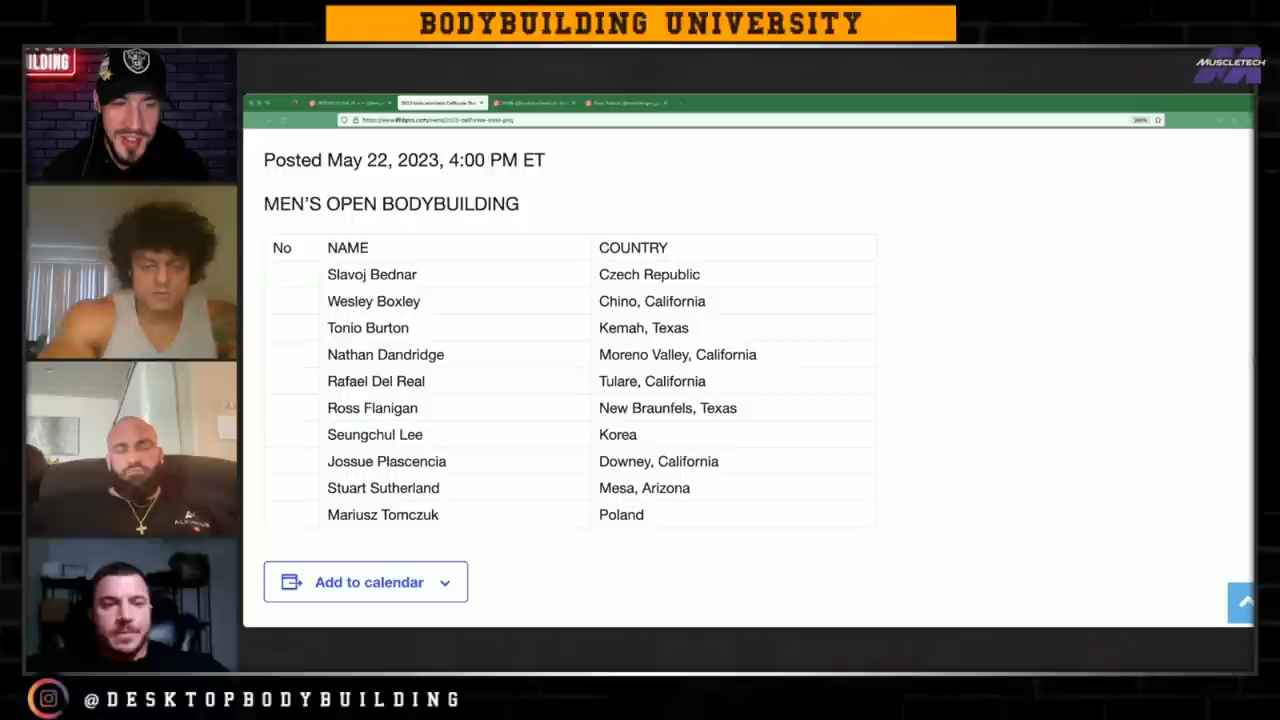 BODYBUILDING UNIVERSITY
ILDING
MUSCLETECH
Posted May 22, 2023, 4:00 PM ET
MEN'S OPEN BODYBUILDING
No NAME COUNTRY
Slavoj Bednar Czech Republic
Wesley Boxley Chino, California
Tonio Burton Kemah, Texas
Nathan Dandridge Moreno Valley, California
Rafael Del Real Tulare, California
Ross Flanigan New Braunfels, Texas
Seungchul Lee Korea
Jossue Plascencia Downey, California
Stuart Sutherland Mesa, Arizona
Mariusz Tomczuk Poland
Add to calendar
@DESKTOPBODYBUILDING